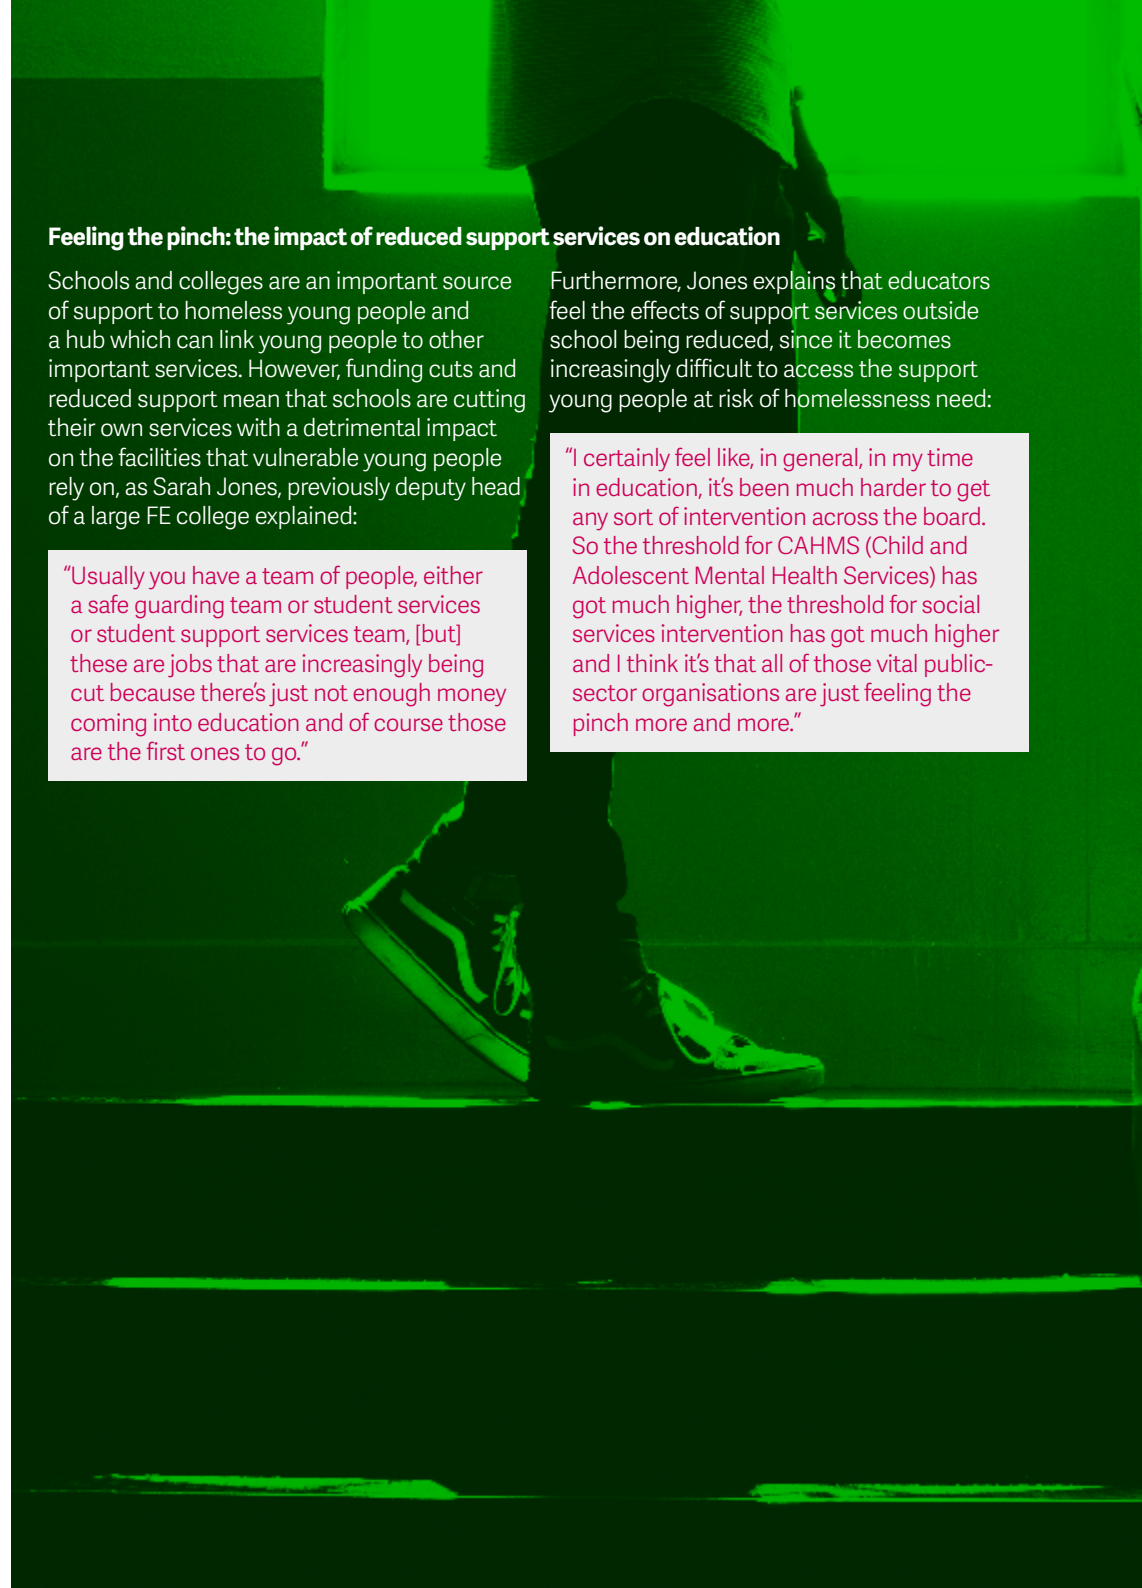 Feeling the pinch: the impact of reduced support services on education
Schools and colleges are an important source
of support to homeless young people and
a hub which can link young people to other
important services. However, funding cuts and
reduced support mean that schools are cutting
their own services with a detrimental impact
on the facilities that vulnerable young people
rely on, as Sarah Jones, previously deputy head
of a large FE college explained:
“Usually you have a team of people, either
a safe guarding team or student services
or student support services team, [but]
these are jobs that are increasingly being
cut because there’s just not enough money
coming into education and of course those
are the first ones to go.”
Furthermore, Jones explains that educators
feel the effects of support services outside
school being reduced, since it becomes
increasingly difficult to access the support
young people at risk of homelessness need:
“I certainly feel like, in general, in my time
in education, it’s been much harder to get
any sort of intervention across the board.
So the threshold for CAHMS (Child and
Adolescent Mental Health Services) has
got much higher, the threshold for social
services intervention has got much higher
and I think it’s that all of those vital public-
sector organisations are just feeling the
pinch more and more.”